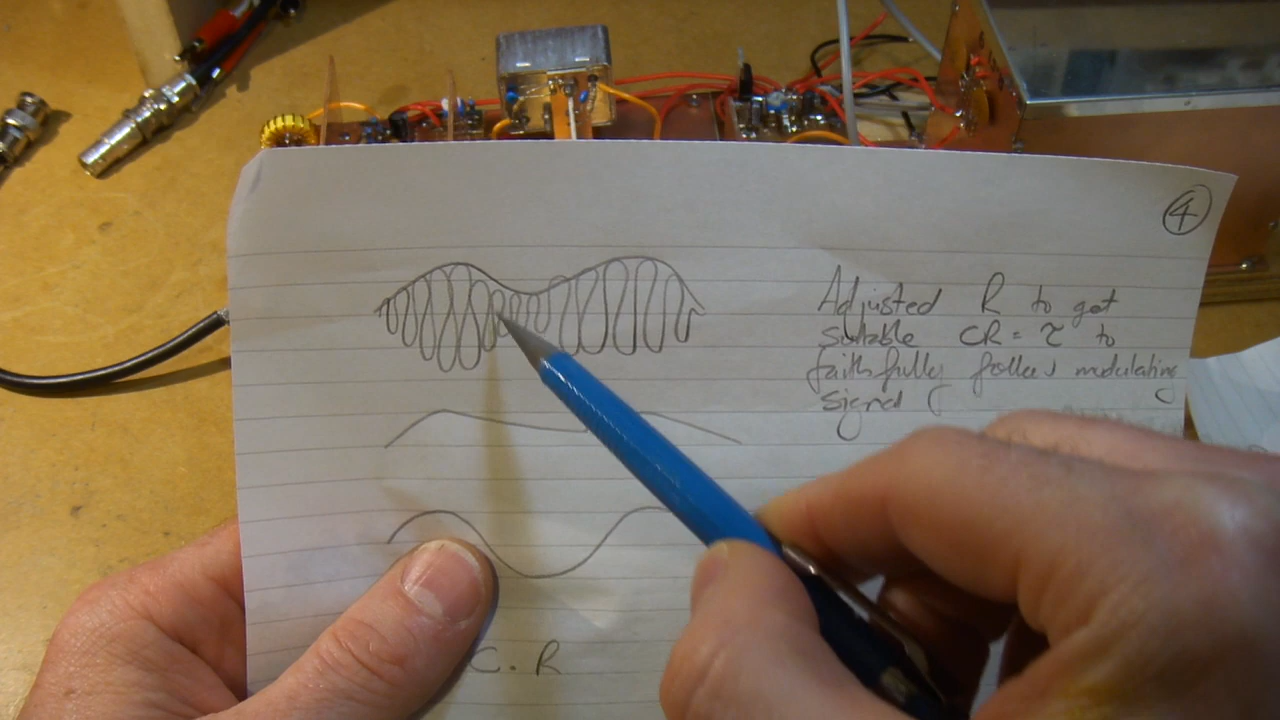 4
Adjusted R to get
suitable CR = τ to
faithfully follow modulating
signal
C. R